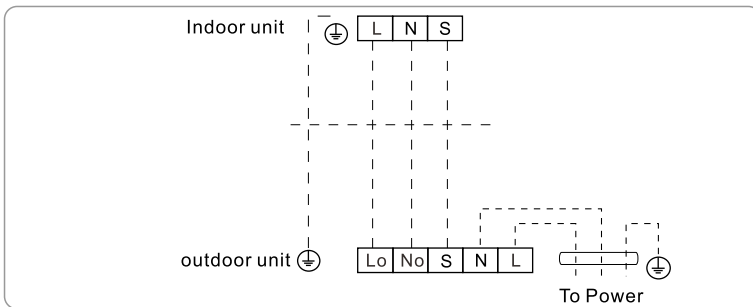 Indoor unit L N S
outdoor unit Lo No S N L
To Power